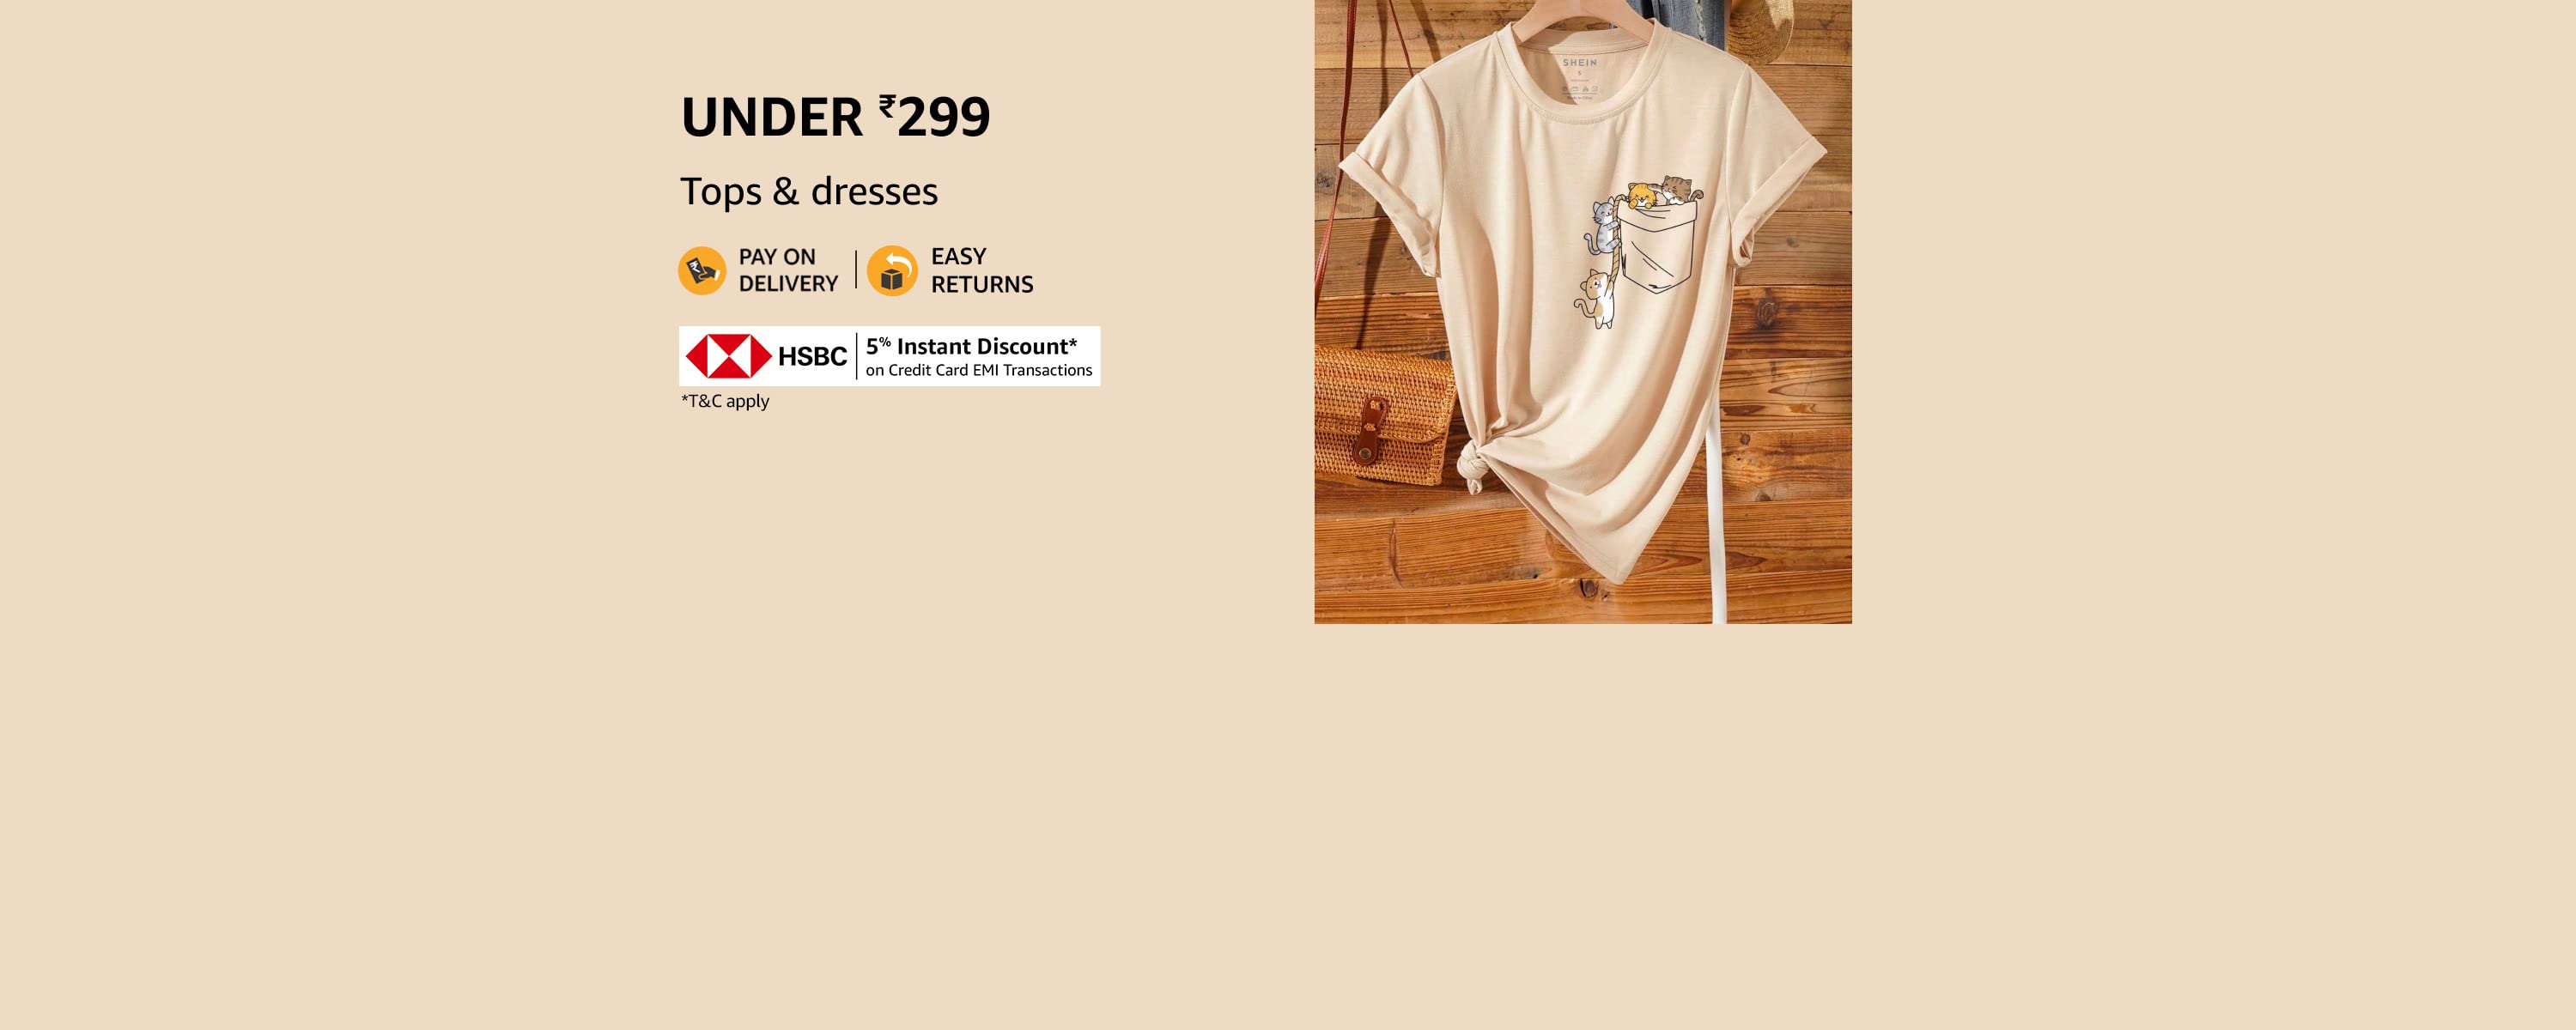 UNDER ₹299
Tops & dresses
PAY ON
DELIVERY
EASY
RETURNS
HSBC
5% Instant Discount*
on Credit Card EMI Transactions
*T&C apply
SHEIN
S